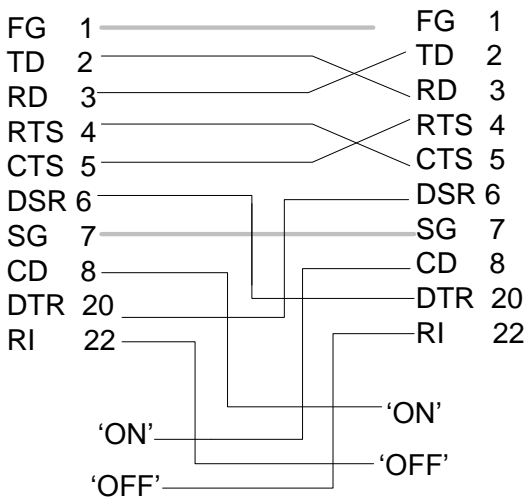 FG 1 FG 1
TD 2 TD 2
RD 3 RD 3
RTS 4 RTS 4
CTS 5 CTS 5
DSR 6 DSR 6
SG 7 SG 7
CD 8 CD 8
DTR 20 DTR 20
RI 22 RI 22
'ON'
'ON'
'OFF'
'OFF'